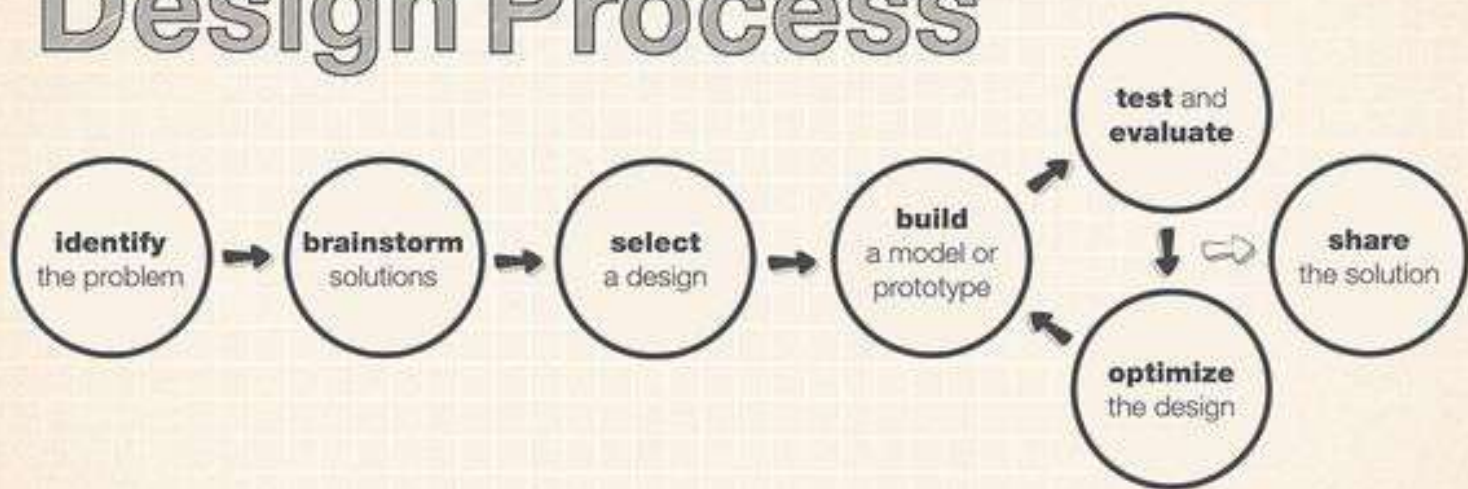 Design Process
identify
the problem
brainstorm
solutions
select
a design
build
a model or
prototype
test and
evaluate
optimize
the design
share
the solution